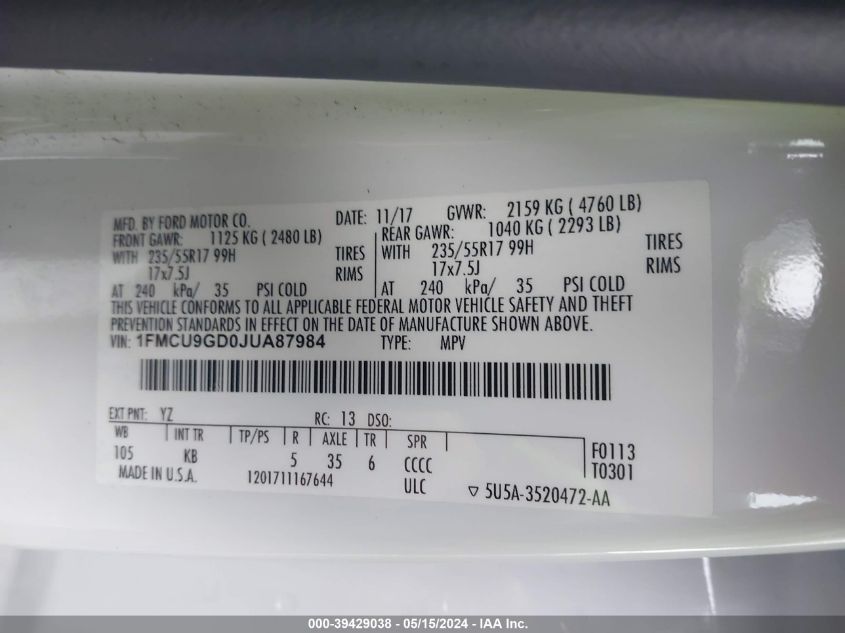 MFD. BY FORD MOTOR CO. DATE: 11/17 GVWR: 2159 KG ( 4760 LB)
FRONT GAWR: 1125 KG ( 2480 LB) REAR GAWR: 1040 KG ( 2293 LB)
WITH 235/55R17 99H TIRES WITH 235/55R17 99H TIRES
17x7.5J RIMS 17x7.5J RIMS
AT 240 kPa/ 35 PSI COLD AT 240 kPa/ 35 PSI COLD
THIS VEHICLE CONFORMS TO ALL APPLICABLE FEDERAL MOTOR VEHICLE SAFETY AND THEFT
PREVENTION STANDARDS IN EFFECT ON THE DATE OF MANUFACTURE SHOWN ABOVE.
VIN: 1FMCU9GD0JUA87984 TYPE: MPV
EXT PNT: YZ RC: 13 DSO:
WB INT TR TP/PS R AXLE TR SPR F0113
105 KB 5 35 6 CCCC T0301
MADE IN U.S.A. 1201711167644 ULC ▽ 5U5A-3520472-AA
000-39429038 - 05/15/2024 - IAA Inc.